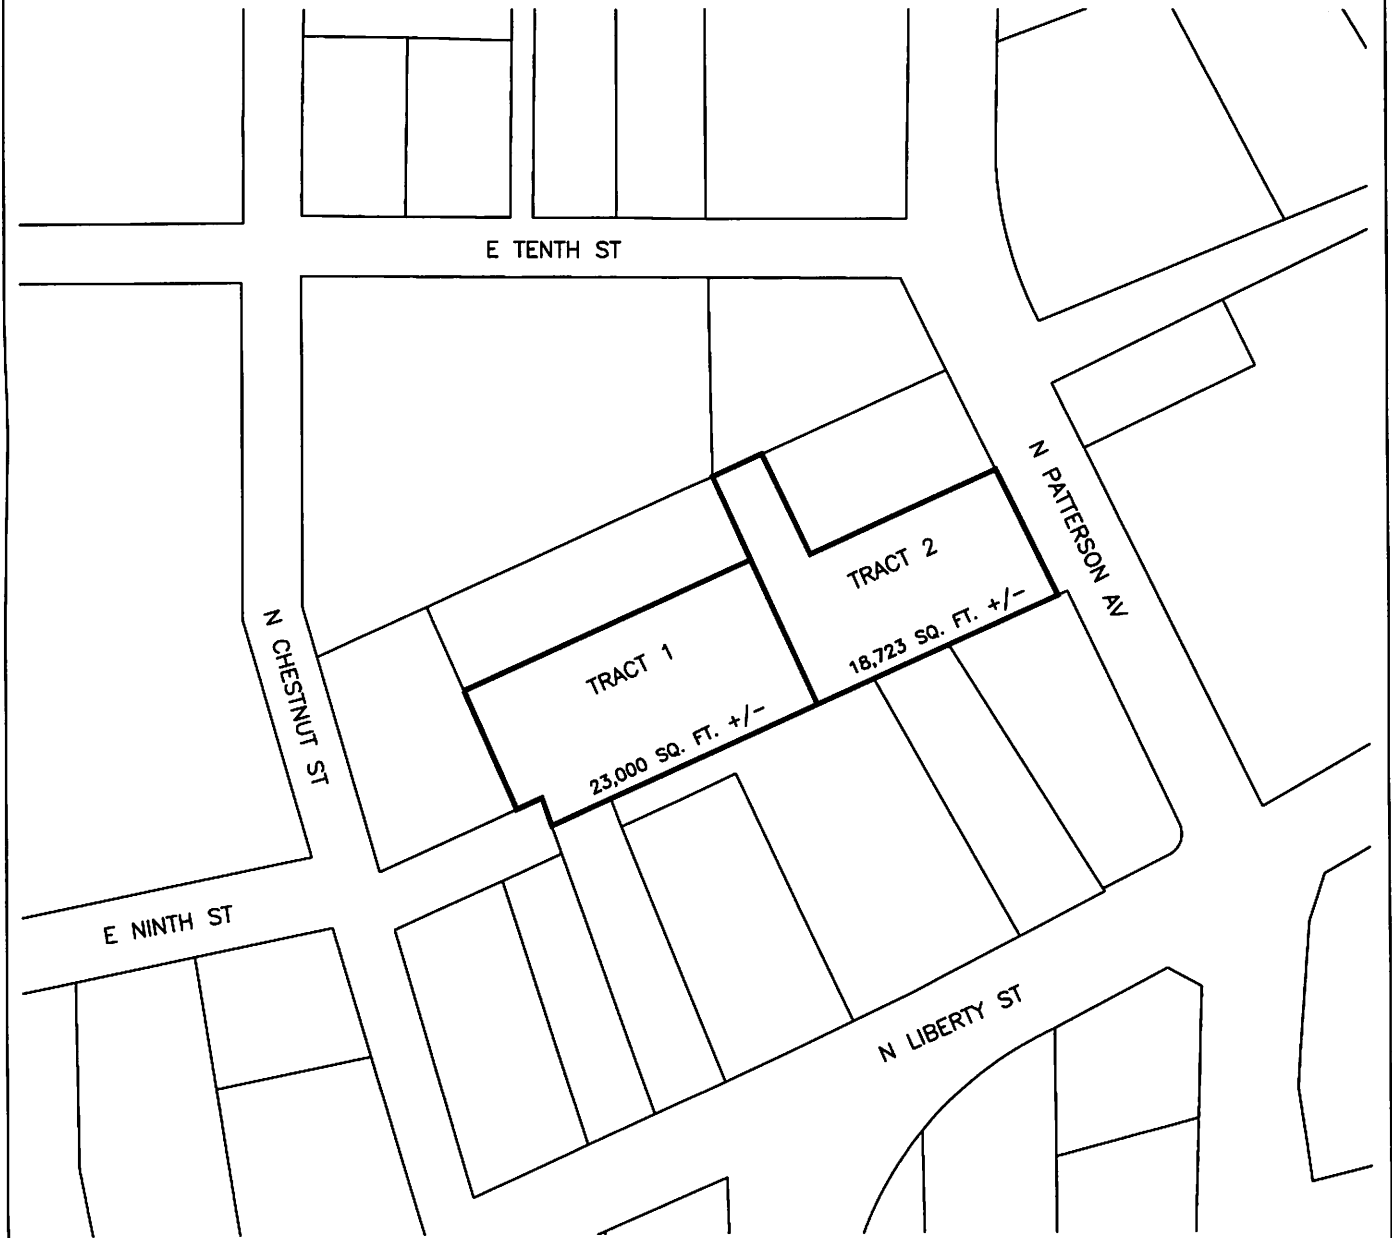 E TENTH ST
N PATTERSON AV
TRACT 2
18,723 SQ. FT. +/-
N CHESTNUT ST
TRACT 1
23,000 SQ. FT. +/-
E NINTH ST
N LIBERTY ST